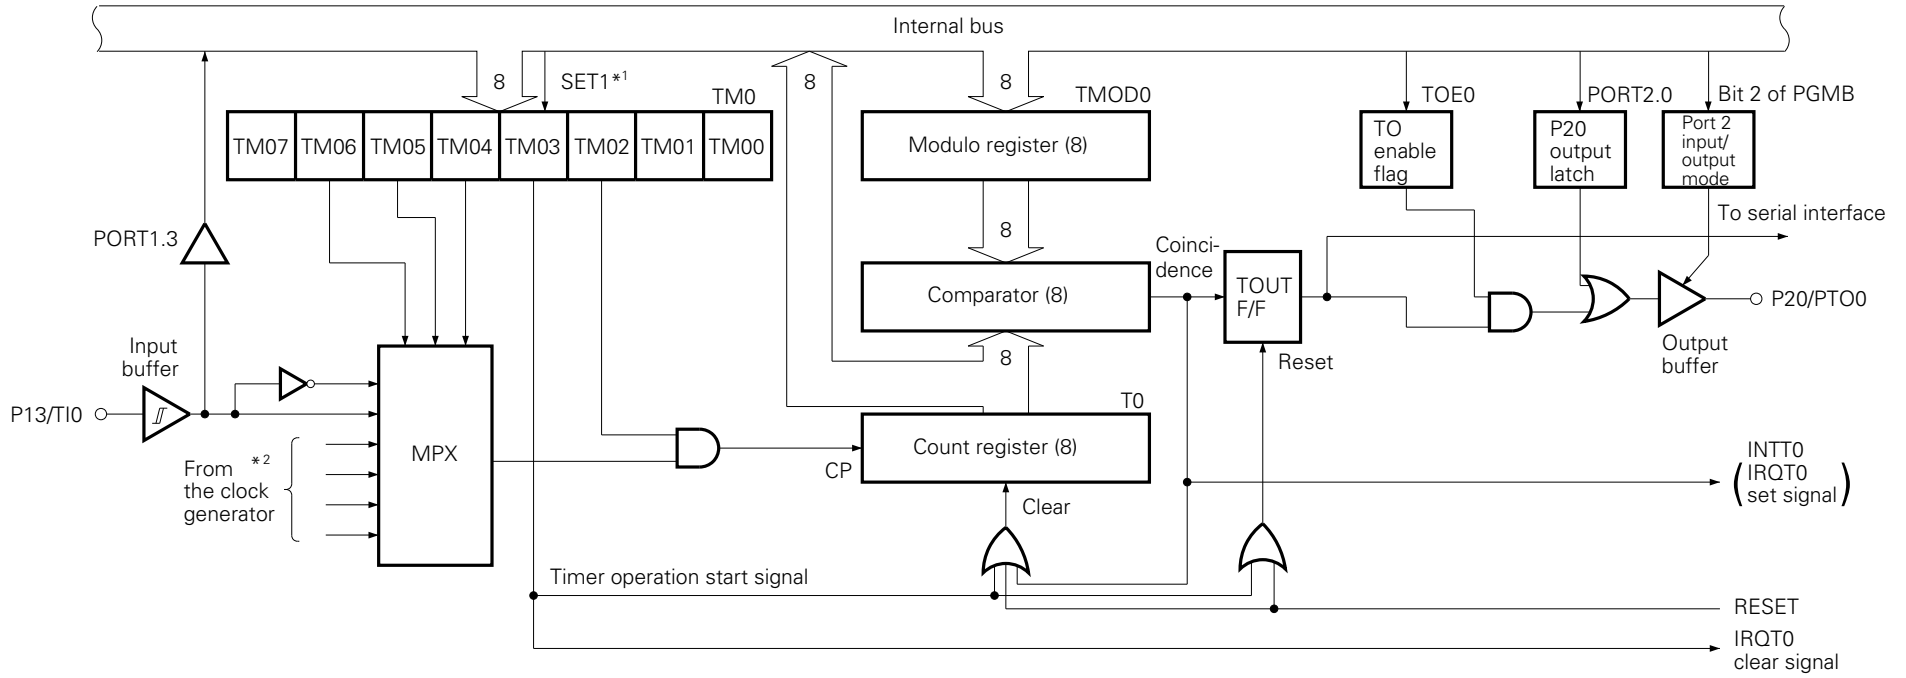 Internal bus
8
SET1*1
TM0
8
8
TMOD0
TOE0
PORT2.0
Bit 2 of PGMB
TM07
TM06
TM05
TM04
TM03
TM02
TM01
TM00
Modulo register (8)
TO
enable
flag
P20
output
latch
Port 2
input/
output
mode
PORT1.3
8
To serial interface
Coinci-
dence
Comparator (8)
TOUT
F/F
P20/PTO0
Output
buffer
8
Reset
Input
buffer
P13/TI0
T0
Count register (8)
CP
MPX
From *2
the clock
generator
Clear
INTT0
(IRQT0
set signal)
Timer operation start signal
RESET
IRQT0
clear signal